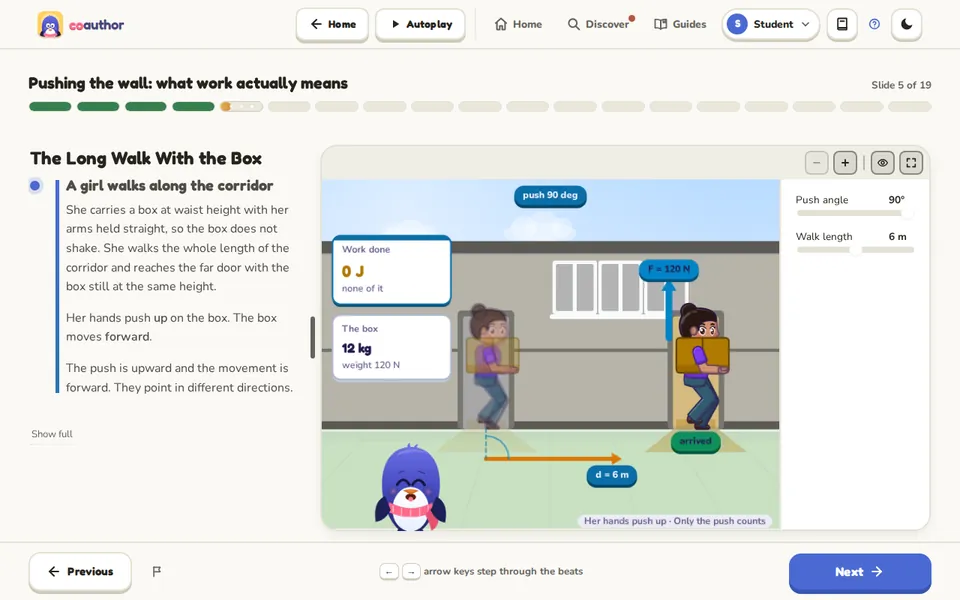 coauthor
Home
Autoplay
Home
Discover
Guides
S
Student
Pushing the wall: what work actually means
Slide 5 of 19
The Long Walk With the Box
A girl walks along the corridor
She carries a box at waist height with her
arms held straight, so the box does not
shake. She walks the whole length of the
corridor and reaches the far door with the
box still at the same height.
Her hands push up on the box. The box
moves forward.
The push is upward and the movement is
forward. They point in different directions.
Show full
push 90 deg
Work done
0 J
none of it
The box
12 kg
weight 120 N
F = 120 N
arrived
d = 6 m
Her hands push up · Only the push counts
Push angle 90°
Walk length 6 m
Previous
← → arrow keys step through the beats
Next